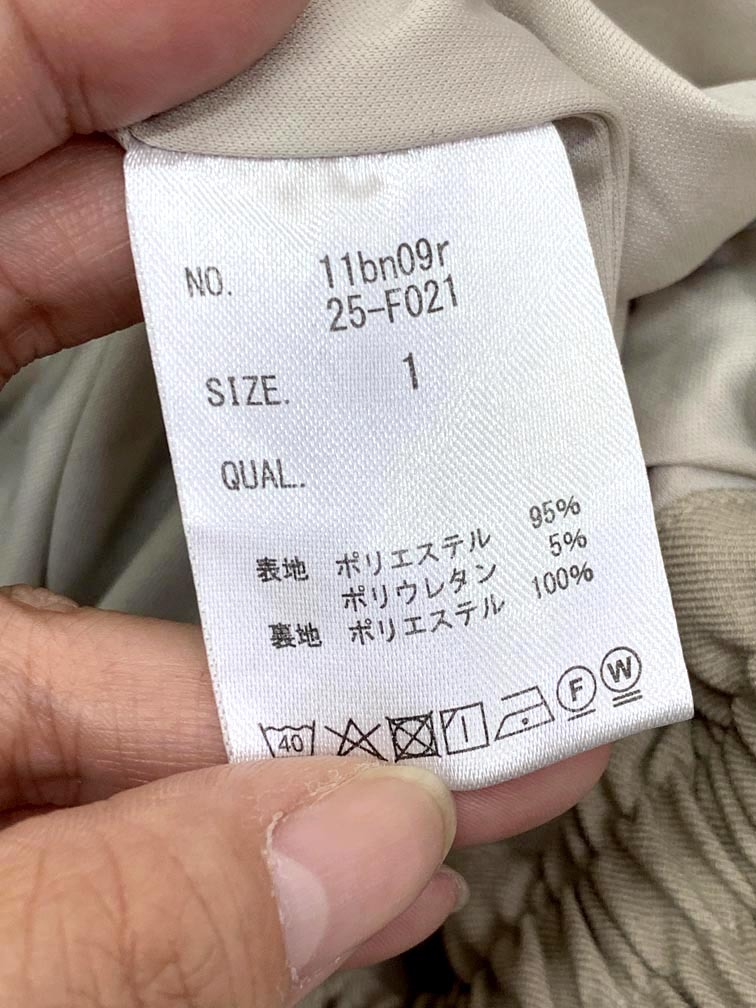 NO. 11bn09r
25-F021
SIZE. 1
QUAL.
表地 ポリエステル 95%
ポリウレタン 5%
裏地 ポリエステル 100%
40 F W